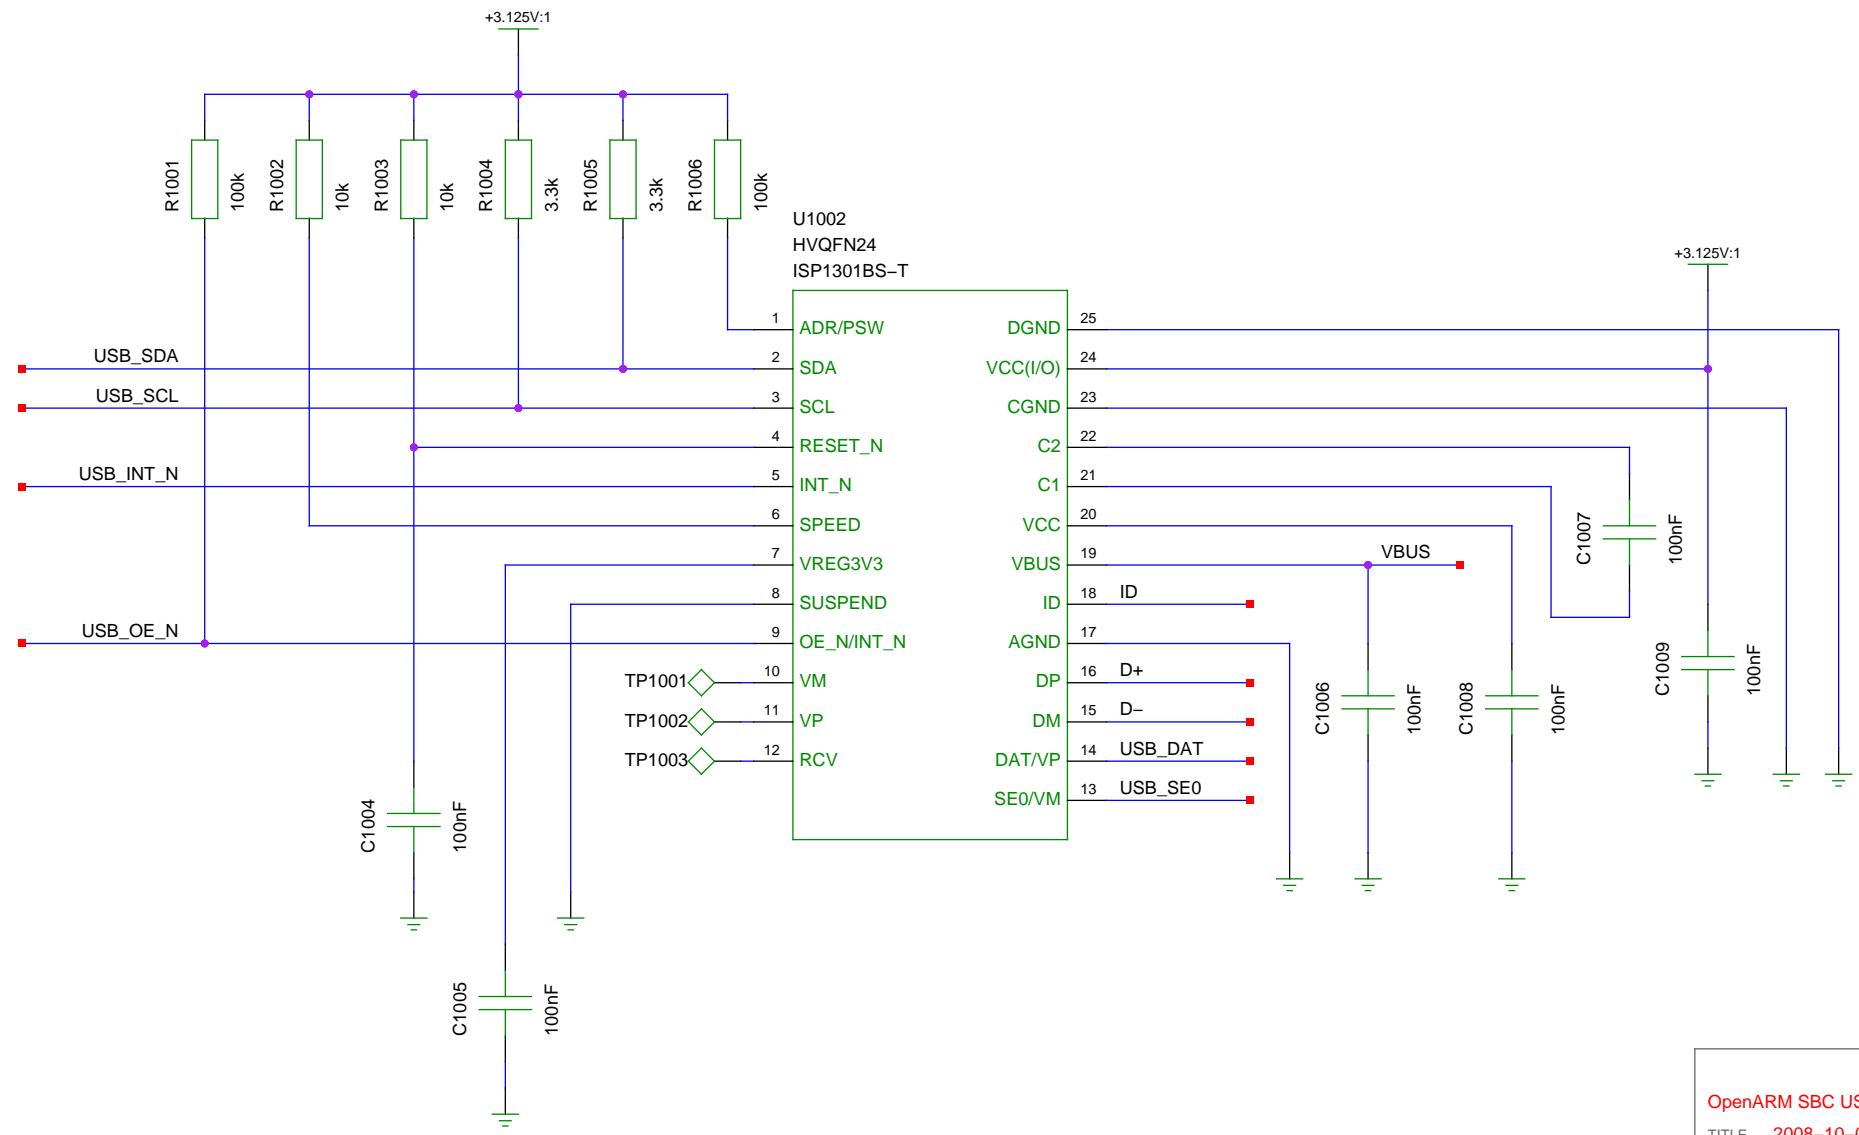 +3.125V:1
R1001
100k
R1002
10k
R1003
10k
R1004
3.3k
R1005
3.3k
R1006
100k
U1002
HVQFN24
ISP1301BS−T
+3.125V:1
1 ADR/PSW
DGND 25
USB_SDA
2 SDA
VCC(I/O) 24
USB_SCL
3 SCL
CGND 23
4 RESET_N
C2 22
USB_INT_N
5 INT_N
C1 21
6 SPEED
VCC 20
7 VREG3V3
VBUS 19
VBUS
8 SUSPEND
ID 18
ID
USB_OE_N
9 OE_N/INT_N
AGND 17
TP1001
10 VM
DP 16
D+
TP1002
11 VP
DM 15
D−
TP1003
12 RCV
DAT/VP 14
USB_DAT
SE0/VM 13
USB_SE0
C1007
100nF
C1009
100nF
C1006
100nF
C1008
100nF
C1004
100nF
C1005
100nF
OpenARM SBC